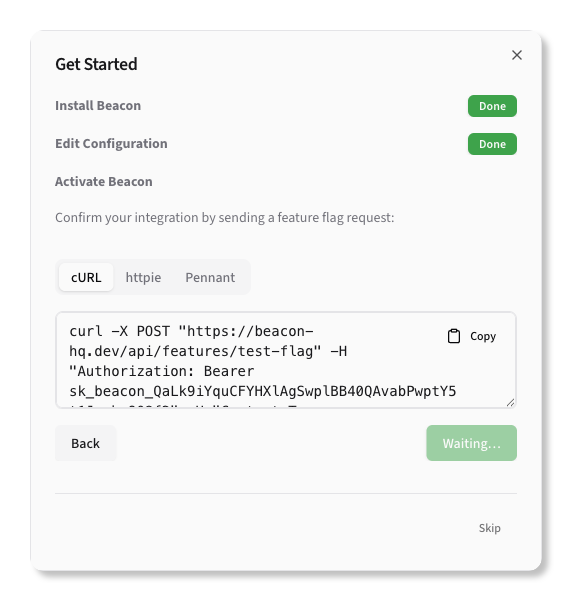 Get Started
Install Beacon
Done
Edit Configuration
Done
Activate Beacon
Confirm your integration by sending a feature flag request:
cURL
httpie
Pennant
curl -X POST "https://beacon-
hq.dev/api/features/test-flag" -H
"Authorization: Bearer
sk_beacon_QaLk9iYquCFYHXlAgSwplBB40QAvabPwptY5
Copy
Back
Waiting...
Skip